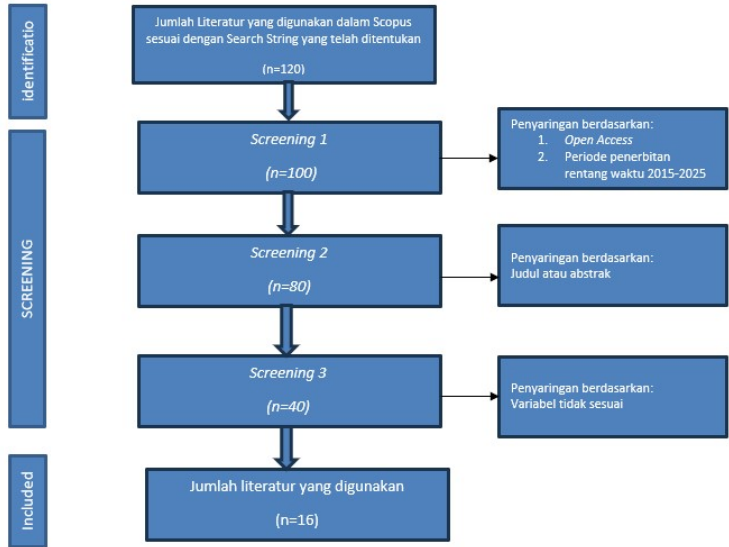 identificatio
Jumlah Literatur yang digunakan dalam Scopus
sesuai dengan Search String yang telah ditentukan
(n=120)
SCREENING
Screening 1
(n=100)
Penyaringan berdasarkan:
1. Open Access
2. Periode penerbitan
rentang waktu 2015-2025
Screening 2
(n=80)
Penyaringan berdasarkan:
Judul atau abstrak
Screening 3
(n=40)
Penyaringan berdasarkan:
Variabel tidak sesuai
Included
Jumlah literatur yang digunakan
(n=16)